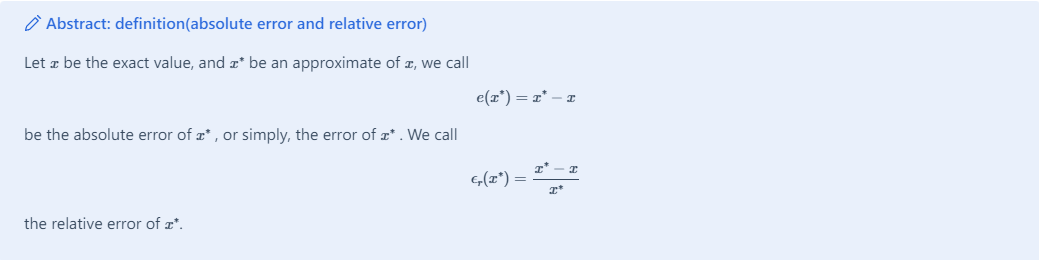 Abstract: definition(absolute error and relative error)
Let x be the exact value, and x* be an approximate of x, we call
e(x*) = x* − x
be the absolute error of x* , or simply, the error of x* . We call
ϵᵣ(x*) = (x* − x) / x*
the relative error of x*.